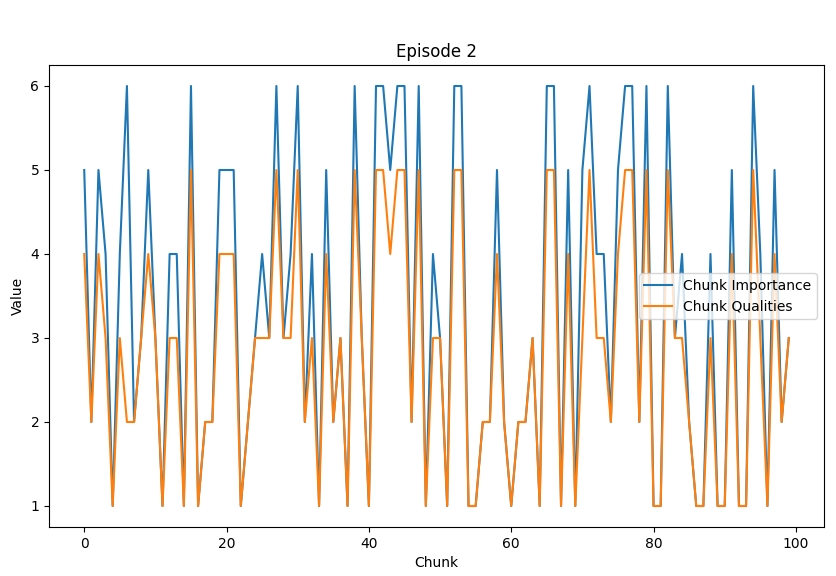 Episode 2
Value
6
5
4
3
2
1
Chunk Importance
Chunk Qualities
0 20 40 60 80 100
Chunk